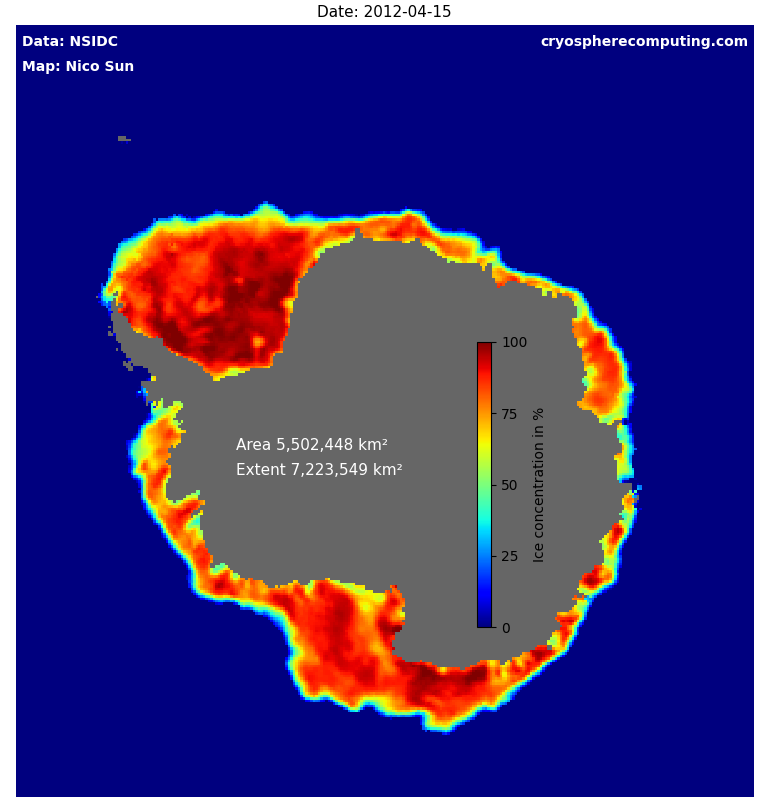 Date: 2012-04-15
Data: NSIDC
cryospherecomputing.com
Map: Nico Sun
Area 5,502,448 km²
Extent 7,223,549 km²
100
75
50
25
0
Ice concentration in %